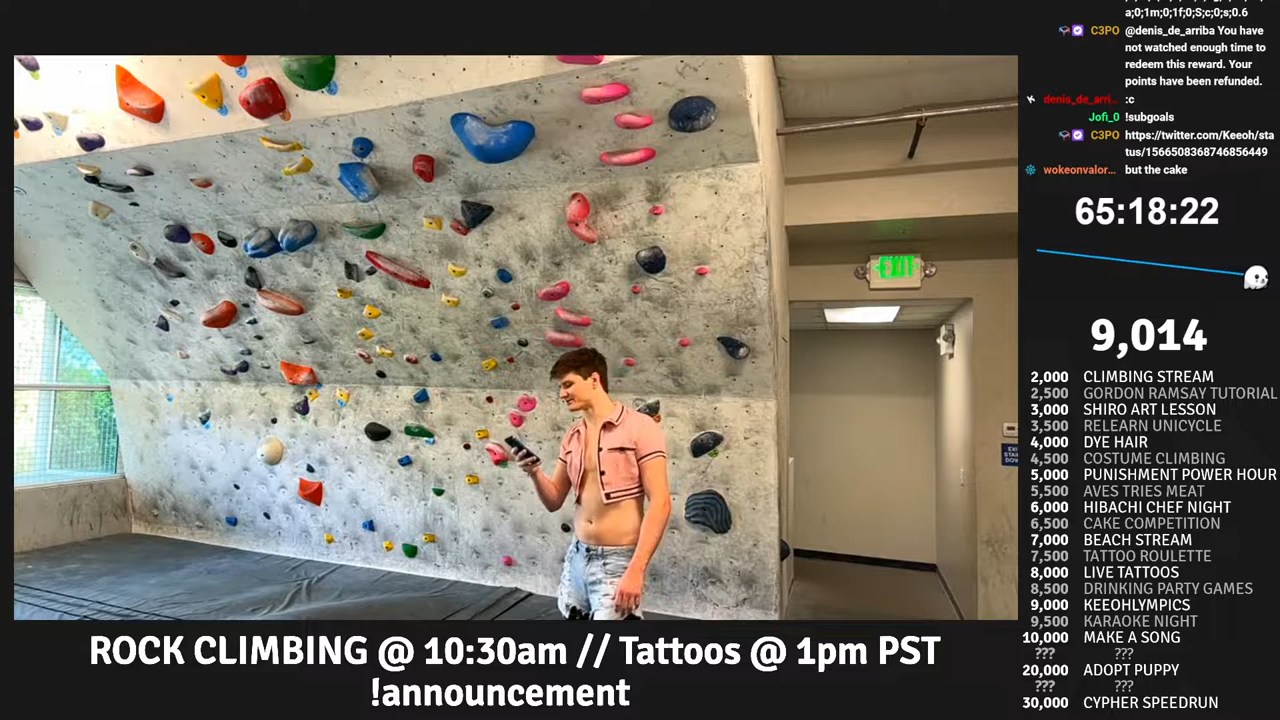 a;0;1m;0;1f;0;S;c;0;s;0.6
C3PO @denis_de_arriba You have
not watched enough time to
redeem this reward. Your
points have been refunded.
denis_de_arri... :c
Jofi_0 !subgoals
C3PO https://twitter.com/Keeoh/sta
tus/1566508368746856449
wokeonvalor... but the cake
65:18:22
EXIT
9,014
2,000 CLIMBING STREAM
2,500 GORDON RAMSAY TUTORIAL
3,000 SHIRO ART LESSON
3,500 RELEARN UNICYCLE
4,000 DYE HAIR
4,500 COSTUME CLIMBING
5,000 PUNISHMENT POWER HOUR
5,500 AVES TRIES MEAT
6,000 HIBACHI CHEF NIGHT
6,500 CAKE COMPETITION
7,000 BEACH STREAM
7,500 TATTOO ROULETTE
8,000 LIVE TATTOOS
8,500 DRINKING PARTY GAMES
9,000 KEEOHLYMPICS
9,500 KARAOKE NIGHT
10,000 MAKE A SONG
??? ???
20,000 ADOPT PUPPY
??? ???
30,000 CYPHER SPEEDRUN
ROCK CLIMBING @ 10:30am // Tattoos @ 1pm PST
!announcement